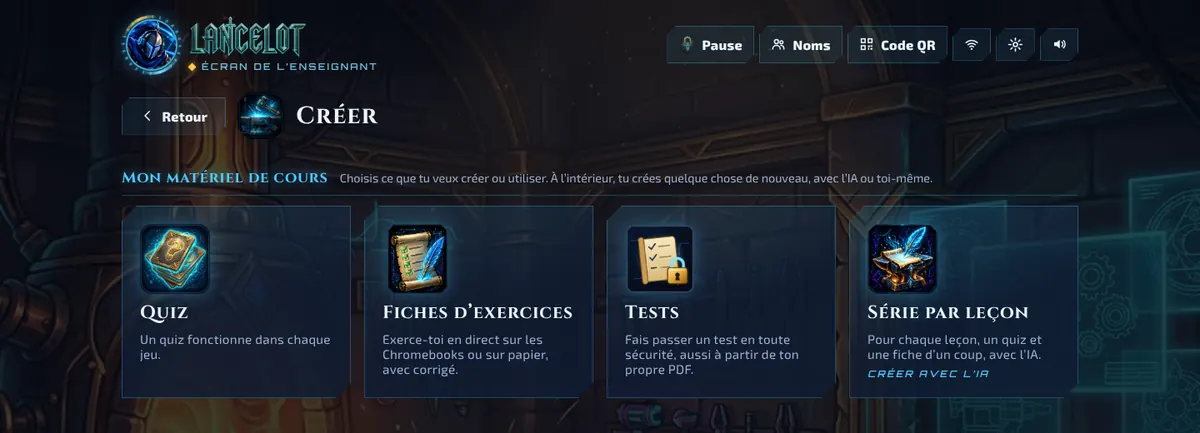 LANCELOT
ÉCRAN DE L'ENSEIGNANT
Pause
Noms
Code QR
Retour
Créer
Mon matériel de cours
Choisis ce que tu veux créer ou utiliser. À l'intérieur, tu crées quelque chose de nouveau, avec l'IA ou toi-même.
Quiz
Un quiz fonctionne dans chaque
jeu.
Fiches d'exercices
Exerce-toi en direct sur les
Chromebooks ou sur papier,
avec corrigé.
Tests
Fais passer un test en toute
sécurité, aussi à partir de ton
propre PDF.
Série par leçon
Pour chaque leçon, un quiz et
une fiche d'un coup, avec l'IA.
CRÉER AVEC L'IA